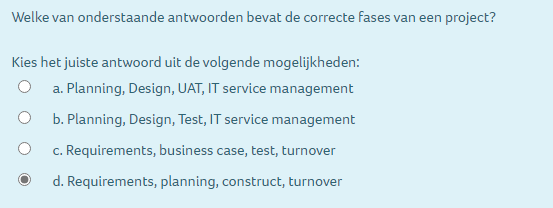 Welke van onderstaande antwoorden bevat de correcte fases van een project?
Kies het juiste antwoord uit de volgende mogelijkheden:
a. Planning, Design, UAT, IT service management
b. Planning, Design, Test, IT service management
c. Requirements, business case, test, turnover
d. Requirements, planning, construct, turnover